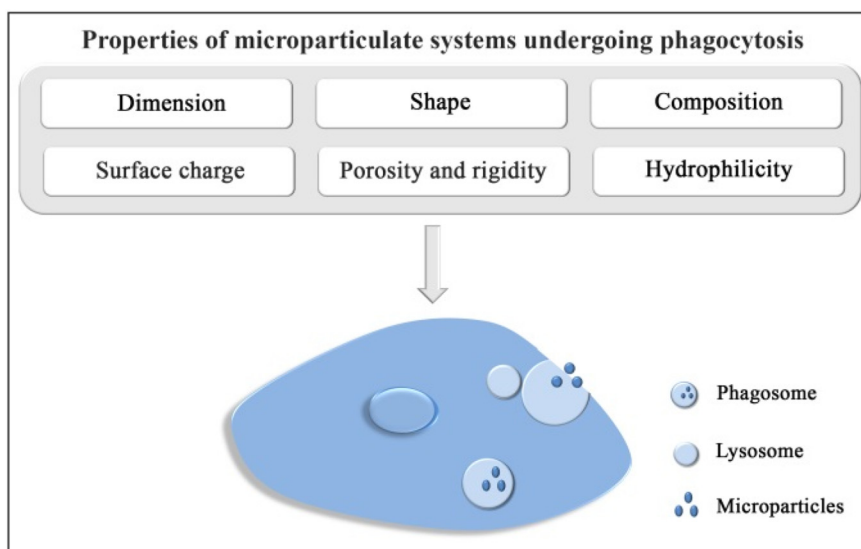 Properties of microparticulate systems undergoing phagocytosis
Dimension
Shape
Composition
Surface charge
Porosity and rigidity
Hydrophilicity
Phagosome
Lysosome
Microparticles